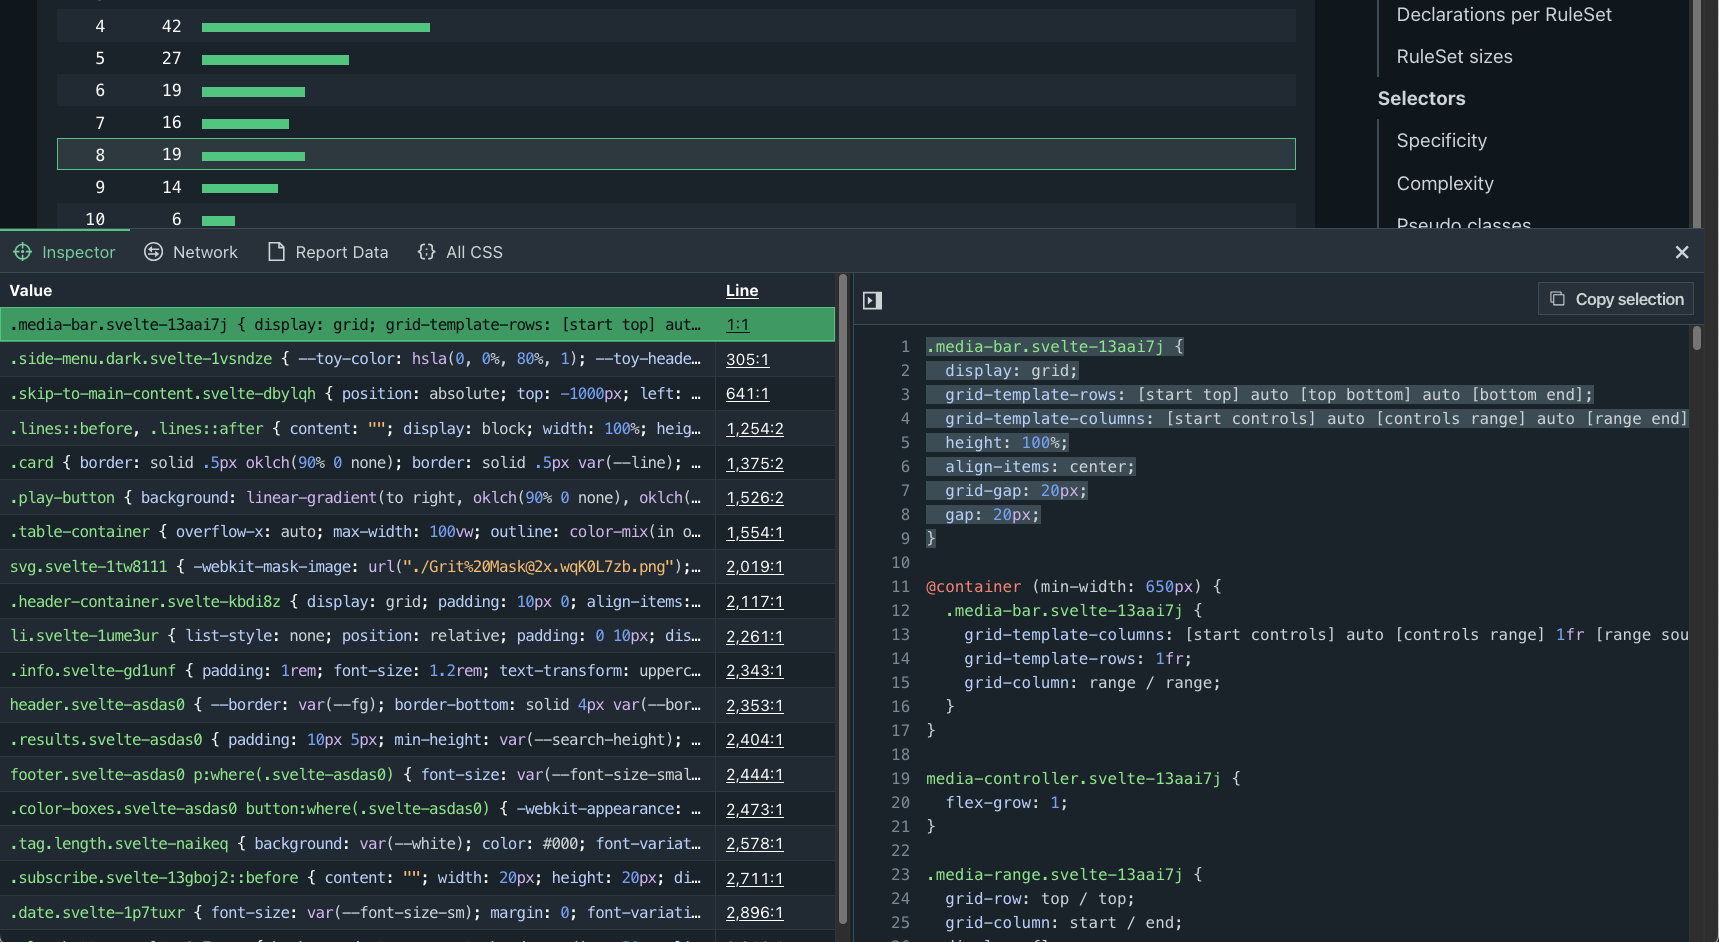 4 42
5 27
6 19
7 16
8 19
9 14
10 6
Declarations per RuleSet
RuleSet sizes
Selectors
Specificity
Complexity
Pseudo classes
Inspector Network Report Data All CSS
Value Line
.media-bar.svelte-13aai7j { display: grid; grid-template-rows: [start top] aut… 1:1
.side-menu.dark.svelte-1vsndze { --toy-color: hsla(0, 0%, 80%, 1); --toy-heade… 305:1
.skip-to-main-content.svelte-dbylqh { position: absolute; top: -1000px; left: … 641:1
.lines::before, .lines::after { content: ""; display: block; width: 100%; heig… 1,254:2
.card { border: solid .5px oklch(90% 0 none); border: solid .5px var(--line); … 1,375:2
.play-button { background: linear-gradient(to right, oklch(90% 0 none), oklch(… 1,526:2
.table-container { overflow-x: auto; max-width: 100vw; outline: color-mix(in o… 1,554:1
svg.svelte-1tw8111 { -webkit-mask-image: url("./Grit%20Mask@2x.wqK0L7zb.png");… 2,019:1
.header-container.svelte-kbdi8z { display: grid; padding: 10px 0; align-items:… 2,117:1
li.svelte-1ume3ur { list-style: none; position: relative; padding: 0 10px; dis… 2,261:1
.info.svelte-gd1unf { padding: 1rem; font-size: 1.2rem; text-transform: upperc… 2,343:1
header.svelte-asdas0 { --border: var(--fg); border-bottom: solid 4px var(--bor… 2,353:1
.results.svelte-asdas0 { padding: 10px 5px; min-height: var(--search-height); … 2,404:1
footer.svelte-asdas0 p:where(.svelte-asdas0) { font-size: var(--font-size-smal… 2,444:1
.color-boxes.svelte-asdas0 button:where(.svelte-asdas0) { -webkit-appearance: … 2,473:1
.tag.length.svelte-naikeq { background: var(--white); color: #000; font-variat… 2,578:1
.subscribe.svelte-13gboj2::before { content: ""; width: 20px; height: 20px; di… 2,711:1
.date.svelte-1p7tuxr { font-size: var(--font-size-sm); margin: 0; font-variati… 2,896:1
Copy selection
1 .media-bar.svelte-13aai7j {
2 display: grid;
3 grid-template-rows: [start top] auto [top bottom] auto [bottom end];
4 grid-template-columns: [start controls] auto [controls range] auto [range end]
5 height: 100%;
6 align-items: center;
7 grid-gap: 20px;
8 gap: 20px;
9 }
10
11 @container (min-width: 650px) {
12 .media-bar.svelte-13aai7j {
13 grid-template-columns: [start controls] auto [controls range] 1fr [range sou
14 grid-template-rows: 1fr;
15 grid-column: range / range;
16 }
17 }
18
19 media-controller.svelte-13aai7j {
20 flex-grow: 1;
21 }
22
23 .media-range.svelte-13aai7j {
24 grid-row: top / top;
25 grid-column: start / end;